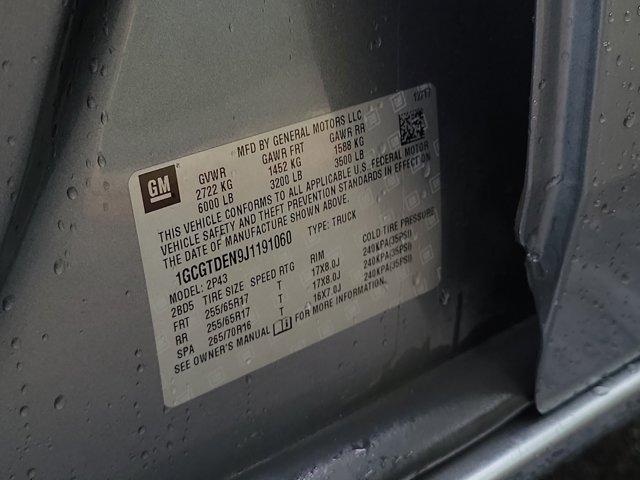 12/17
MFD BY GENERAL MOTORS LLC
GM
GVWR GAWR FRT GAWR RR
2722 KG 1452 KG 1588 KG
6000 LB 3200 LB 3500 LB
THIS VEHICLE CONFORMS TO ALL APPLICABLE U.S. FEDERAL MOTOR
VEHICLE SAFETY AND THEFT PREVENTION STANDARDS IN EFFECT ON
THE DATE OF MANUFACTURE SHOWN ABOVE.
1GCGTDEN9J1191060 TYPE: TRUCK
MODEL: 2P43
2BD5 TIRE SIZE SPEED RTG RIM COLD TIRE PRESSURE
FRT 255/65R17 T 17X8.0J 240KPA(35PSI)
RR 255/65R17 T 17X8.0J 240KPA(35PSI)
SPA 265/70R16 T 16X7.0J 240KPA(35PSI)
SEE OWNER'S MANUAL FOR MORE INFORMATION.